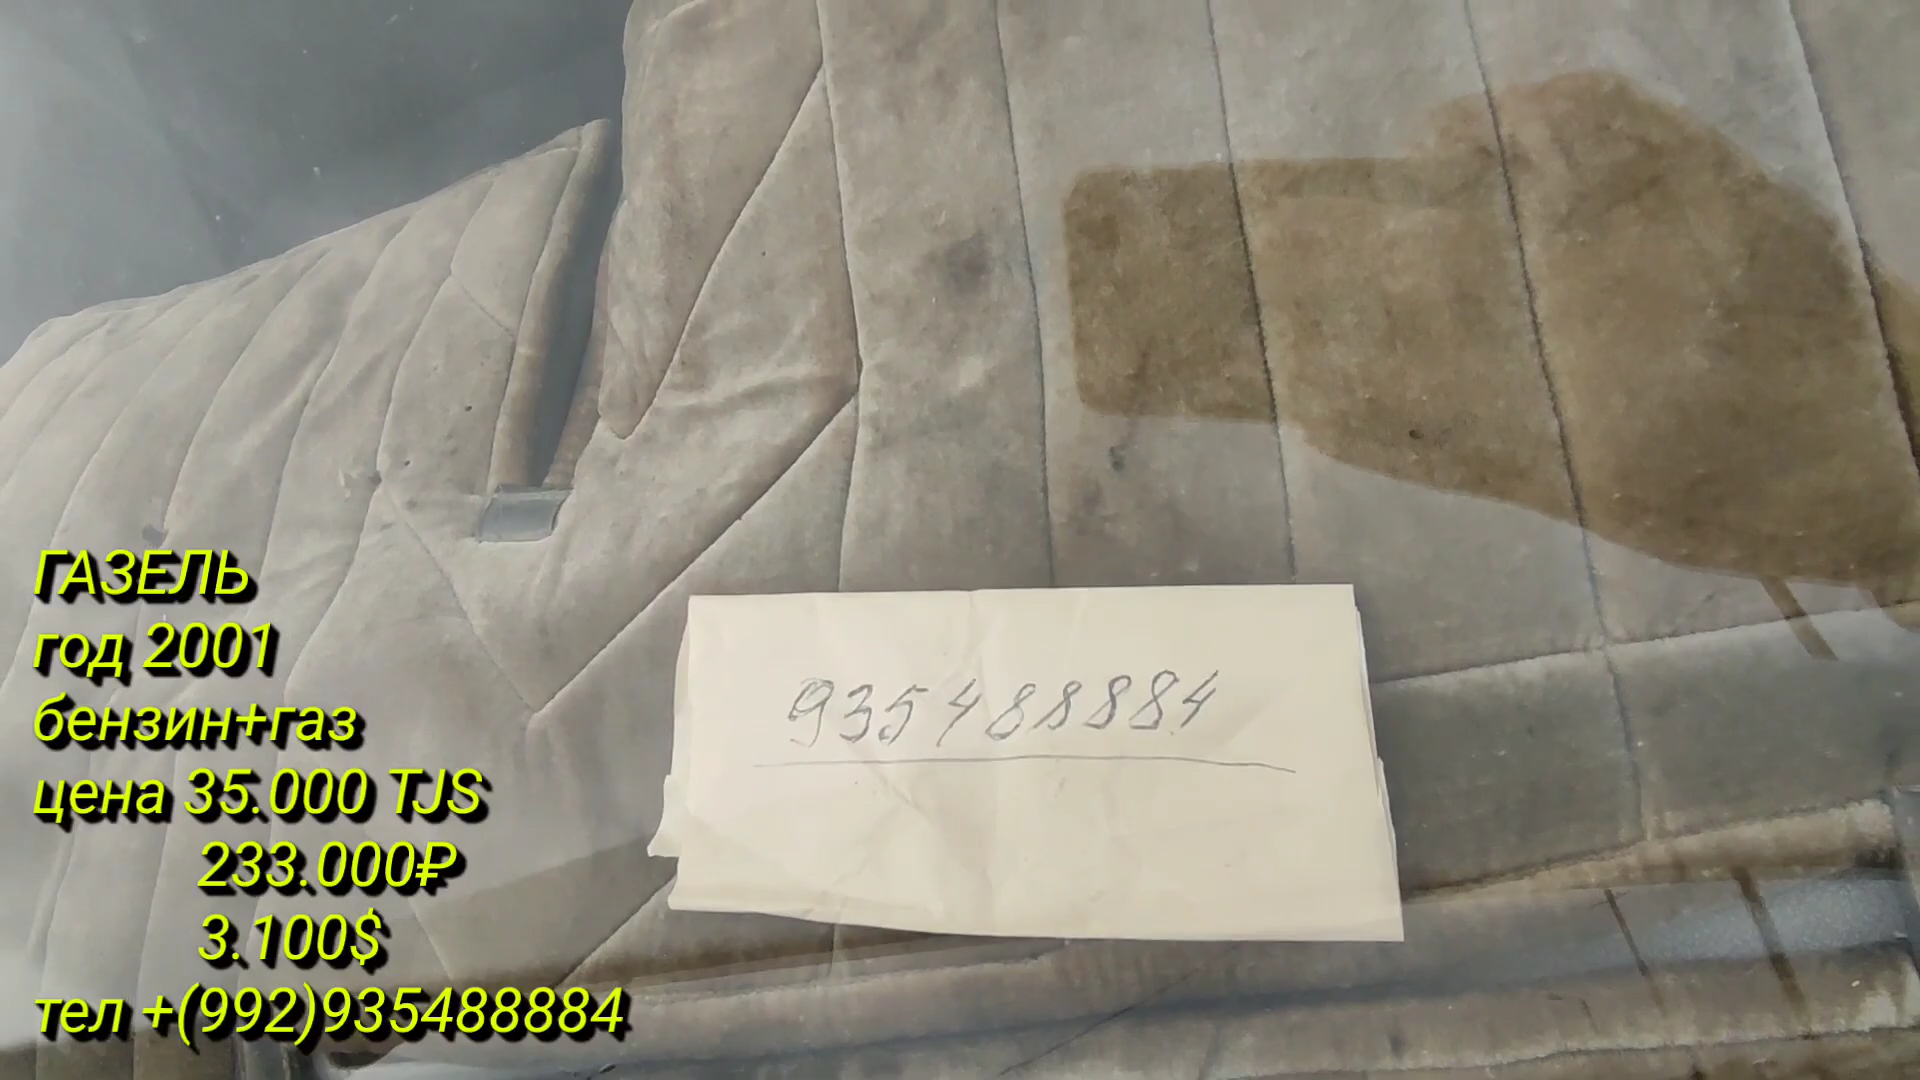 935488884
ГАЗЕЛЬ
год 2001
бензин+газ
цена 35.000 TJS
233.000₽
3.100$
тел +(992)935488884